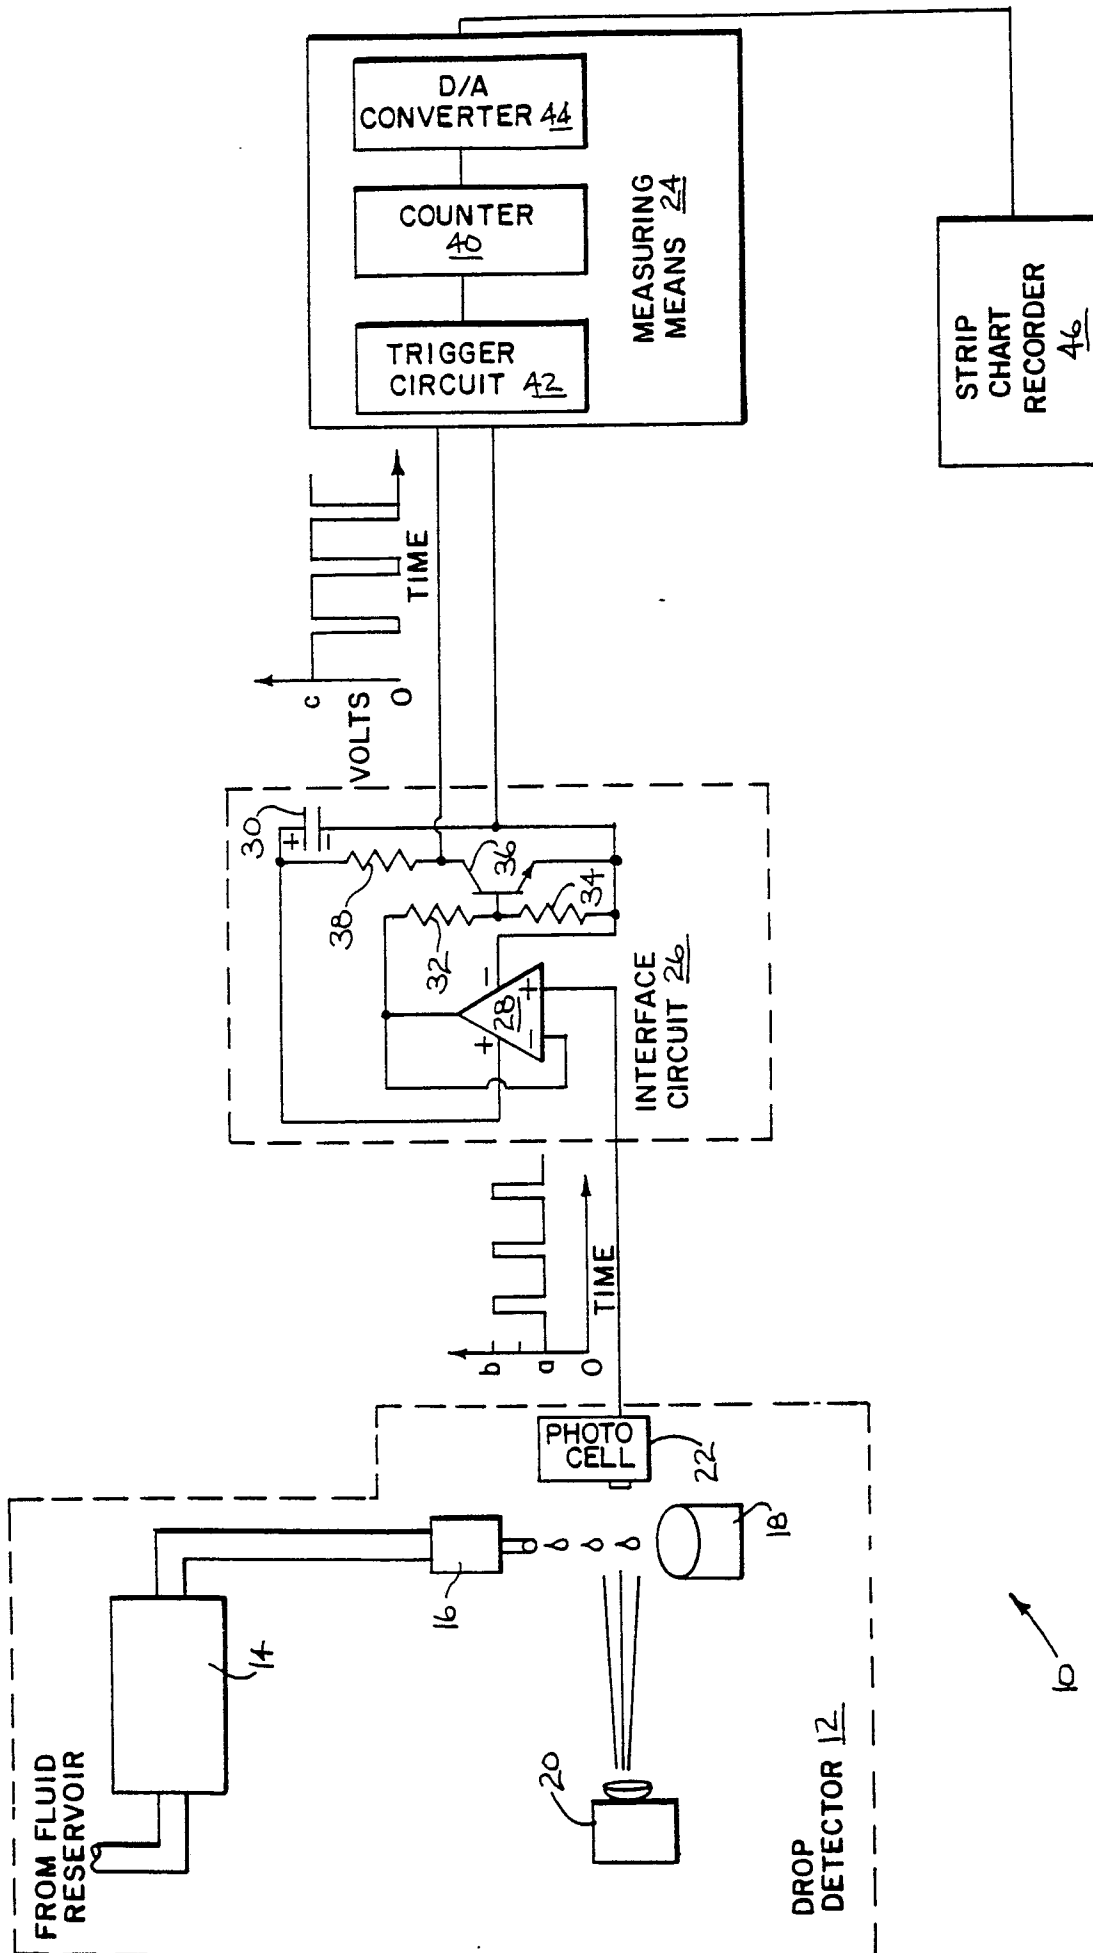 FROM FLUID
RESERVOIR
14
16
18
20
PHOTO
CELL
22
DROP
DETECTOR 12
10
b
a
0
TIME
28
+
-
+
-
30
+
-
38
32
36
34
INTERFACE
CIRCUIT 26
VOLTS
c
0
TIME
TRIGGER
CIRCUIT 42
COUNTER
40
D/A
CONVERTER 44
MEASURING
MEANS 24
STRIP
CHART
RECORDER
46